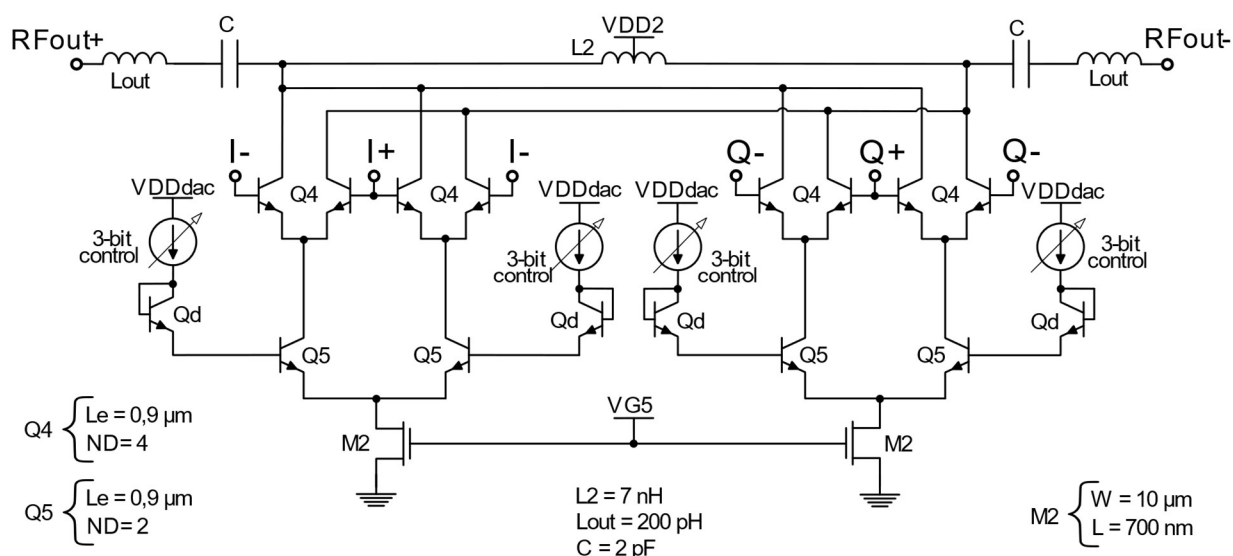 C
VDD2
C
RFout+
L2
RFout-
Lout
Lout
I-
I+
I-
Q-
Q+
Q-
VDDdac
Q4
Q4
VDDdac
VDDdac
Q4
Q4
VDDdac
3-bit
control
3-bit
control
3-bit
control
3-bit
control
Qd
Qd
Qd
Qd
Q5
Q5
Q5
Q5
VG5
M2
M2
Q4
Le = 0,9 µm
ND = 4
Q5
Le = 0,9 µm
ND = 2
L2 = 7 nH
Lout = 200 pH
C = 2 pF
M2
W = 10 µm
L = 700 nm